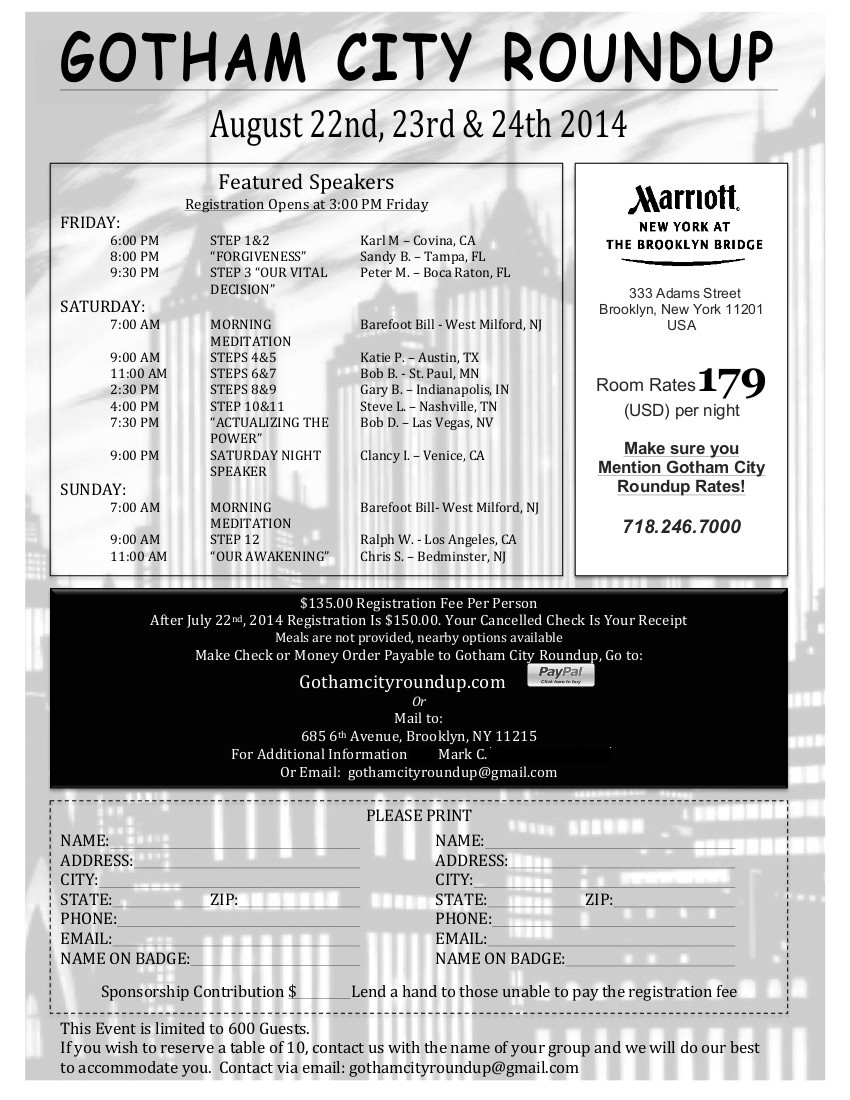 GOTHAM CITY ROUNDUP
August 22nd, 23rd & 24th 2014
Featured Speakers
Registration Opens at 3:00 PM Friday
FRIDAY:
6:00 PM STEP 1&2 Karl M – Covina, CA
8:00 PM “FORGIVENESS” Sandy B. – Tampa, FL
9:30 PM STEP 3 “OUR VITAL Peter M. – Boca Raton, FL
DECISION”
SATURDAY:
7:00 AM MORNING Barefoot Bill - West Milford, NJ
MEDITATION
9:00 AM STEPS 4&5 Katie P. – Austin, TX
11:00 AM STEPS 6&7 Bob B. - St. Paul, MN
2:30 PM STEPS 8&9 Gary B. – Indianapolis, IN
4:00 PM STEP 10&11 Steve L. – Nashville, TN
7:30 PM “ACTUALIZING THE Bob D. – Las Vegas, NV
POWER”
9:00 PM SATURDAY NIGHT Clancy I. – Venice, CA
SPEAKER
SUNDAY:
7:00 AM MORNING Barefoot Bill- West Milford, NJ
MEDITATION
9:00 AM STEP 12 Ralph W. - Los Angeles, CA
11:00 AM “OUR AWAKENING” Chris S. – Bedminster, NJ
Marriott.
NEW YORK AT
THE BROOKLYN BRIDGE
333 Adams Street
Brooklyn, New York 11201
USA
Room Rates 179
(USD) per night
Make sure you
Mention Gotham City
Roundup Rates!
718.246.7000
$135.00 Registration Fee Per Person
After July 22nd, 2014 Registration Is $150.00. Your Cancelled Check Is Your Receipt
Meals are not provided, nearby options available
Make Check or Money Order Payable to Gotham City Roundup, Go to:
Gothamcityroundup.com PayPal
Click here to buy
Or
Mail to:
685 6th Avenue, Brooklyn, NY 11215
For Additional Information Mark C.
Or Email: gothamcityroundup@gmail.com
PLEASE PRINT
NAME: NAME:
ADDRESS: ADDRESS:
CITY: CITY:
STATE: ZIP: STATE: ZIP:
PHONE: PHONE:
EMAIL: EMAIL:
NAME ON BADGE: NAME ON BADGE:
Sponsorship Contribution $ Lend a hand to those unable to pay the registration fee
This Event is limited to 600 Guests.
If you wish to reserve a table of 10, contact us with the name of your group and we will do our best
to accommodate you. Contact via email: gothamcityroundup@gmail.com